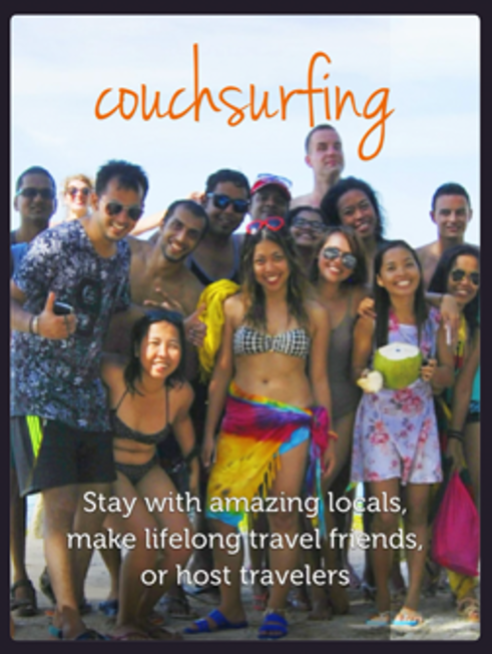 couchsurfing
Stay with amazing locals,
make lifelong travel friends,
or host travelers